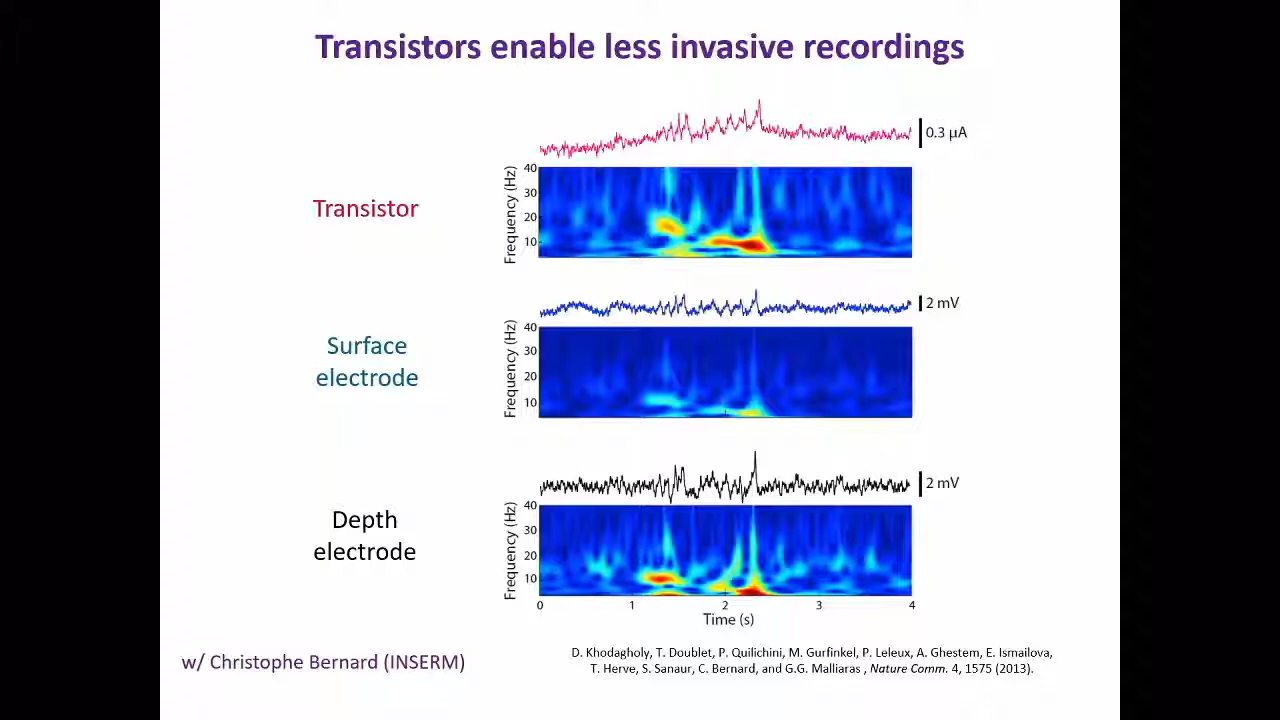 Transistors enable less invasive recordings
0.3 μA
Transistor
Frequency (Hz)
40
30
20
10
2 mV
Surface
electrode
Frequency (Hz)
40
30
20
10
2 mV
Depth
electrode
Frequency (Hz)
40
30
20
10
0 1 2 3 4
Time (s)
w/ Christophe Bernard (INSERM)
D. Khodagholy, T. Doublet, P. Quilichini, M. Gurfinkel, P. Leleux, A. Ghestem, E. Ismailova,
T. Herve, S. Sanaur, C. Bernard, and G.G. Malliaras , Nature Comm. 4, 1575 (2013).